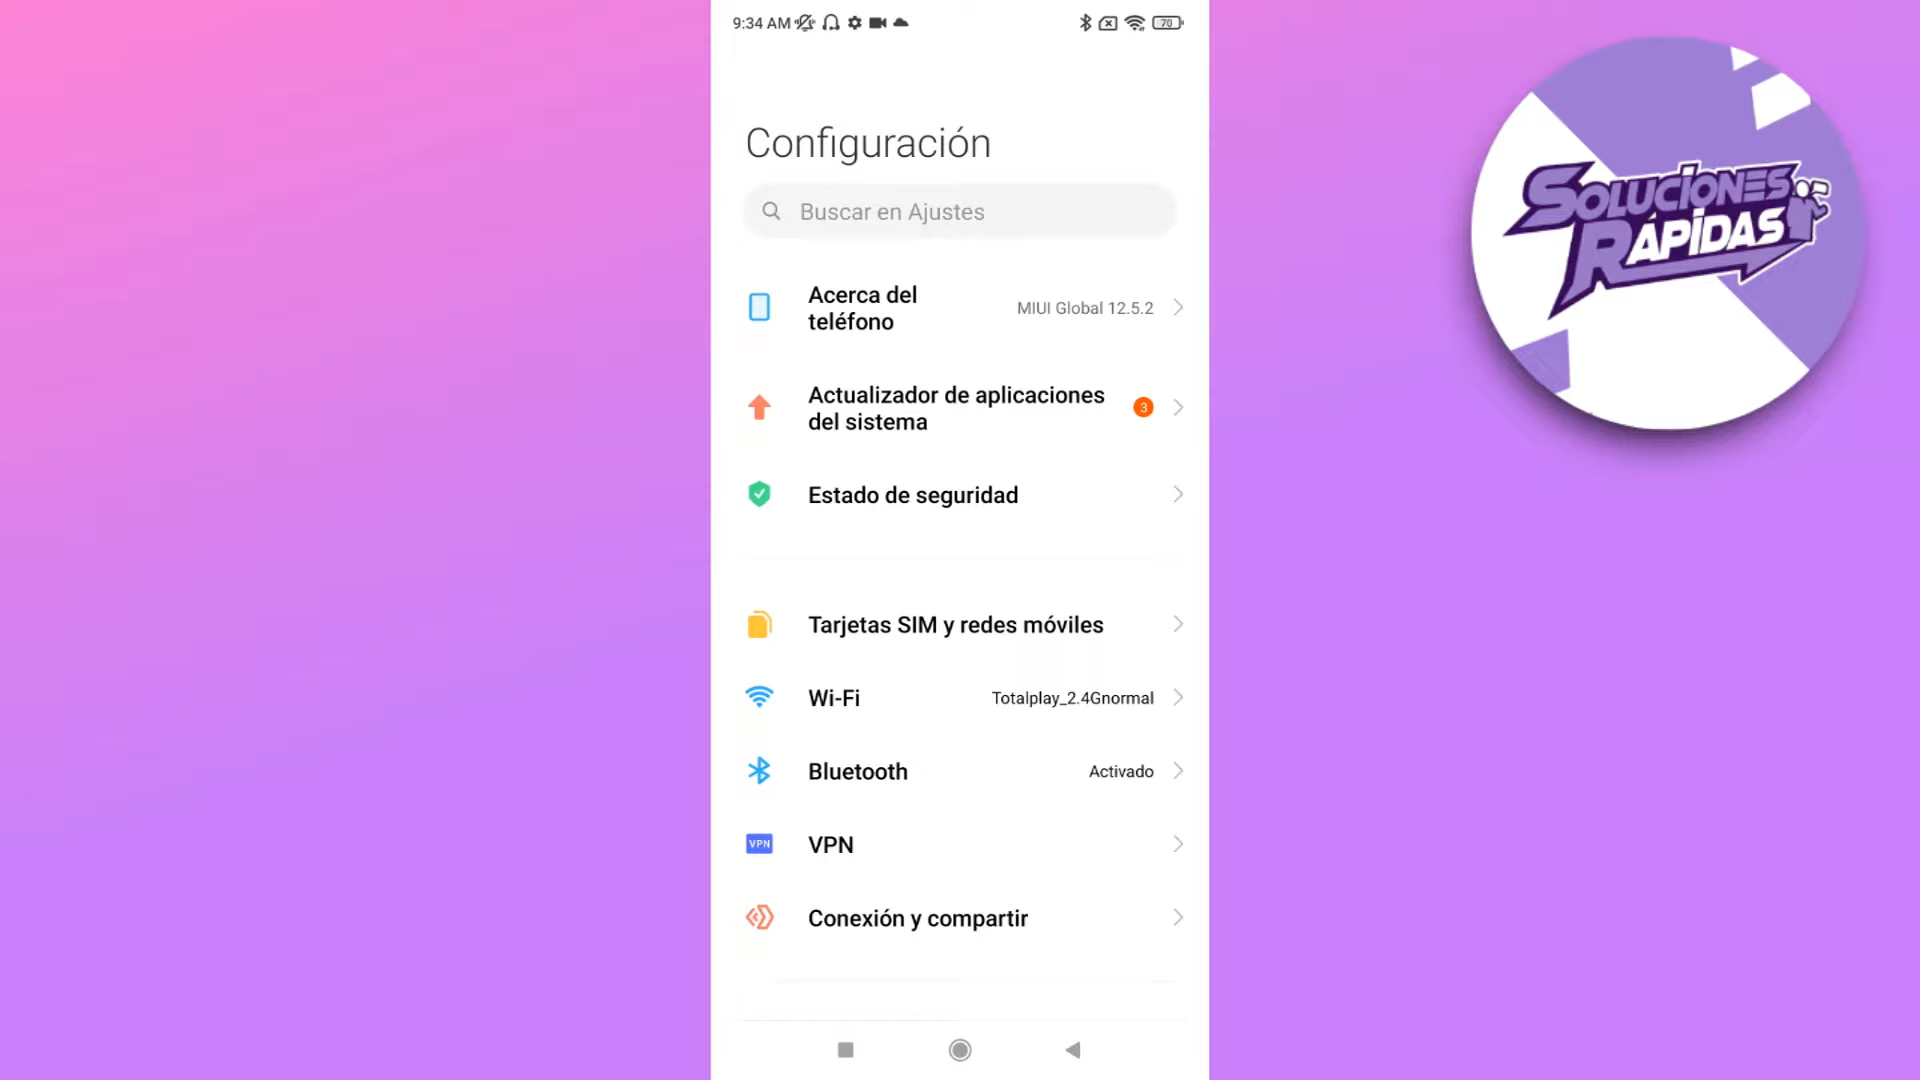 9:34 AM
70
Configuración
Buscar en Ajustes
Acerca del
teléfono
MIUI Global 12.5.2
Actualizador de aplicaciones
del sistema
3
Estado de seguridad
Tarjetas SIM y redes móviles
Wi-Fi
Totalplay_2.4Gnormal
Bluetooth
Activado
VPN
VPN
Conexión y compartir
SOLUCIONES
RÁPIDAS